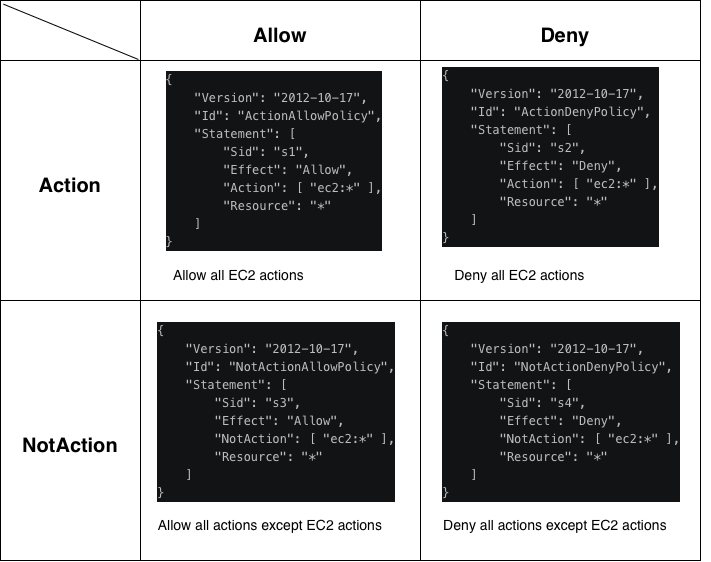 Allow
Deny
Action
{
    "Version": "2012-10-17",
    "Id": "ActionAllowPolicy",
    "Statement": [
        "Sid": "s1",
        "Effect": "Allow",
        "Action": [ "ec2:*" ],
        "Resource": "*"
    ]
}
Allow all EC2 actions
{
    "Version": "2012-10-17",
    "Id": "ActionDenyPolicy",
    "Statement": [
        "Sid": "s2",
        "Effect": "Deny",
        "Action": [ "ec2:*" ],
        "Resource": "*"
    ]
}
Deny all EC2 actions
NotAction
{
    "Version": "2012-10-17",
    "Id": "NotActionAllowPolicy",
    "Statement": [
        "Sid": "s3",
        "Effect": "Allow",
        "NotAction": [ "ec2:*" ],
        "Resource": "*"
    ]
}
Allow all actions except EC2 actions
{
    "Version": "2012-10-17",
    "Id": "NotActionDenyPolicy",
    "Statement": [
        "Sid": "s4",
        "Effect": "Deny",
        "NotAction": [ "ec2:*" ],
        "Resource": "*"
    ]
}
Deny all actions except EC2 actions